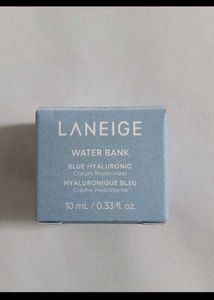 LANEIGE
WATER BANK
BLUE HYALURONIC
Cream Moisturizer
HYALURONIQUE BLEU
Crème Hydratante
10 mL / 0.33 fl. oz.